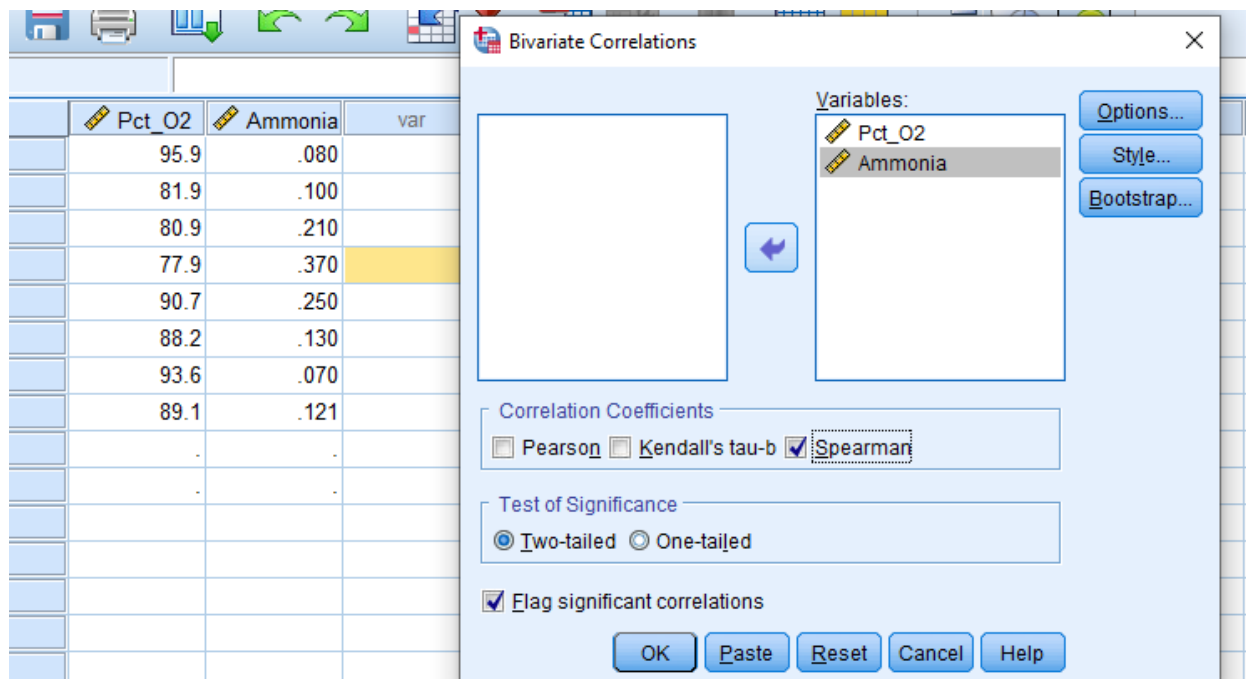 Bivariate Correlations
Pct_O2 Ammonia var
95.9 .080
81.9 .100
80.9 .210
77.9 .370
90.7 .250
88.2 .130
93.6 .070
89.1 .121
. .
. .
Variables:
Pct_O2
Ammonia
Options...
Style...
Bootstrap...
Correlation Coefficients
Pearson Kendall's tau-b Spearman
Test of Significance
Two-tailed One-tailed
Flag significant correlations
OK Paste Reset Cancel Help